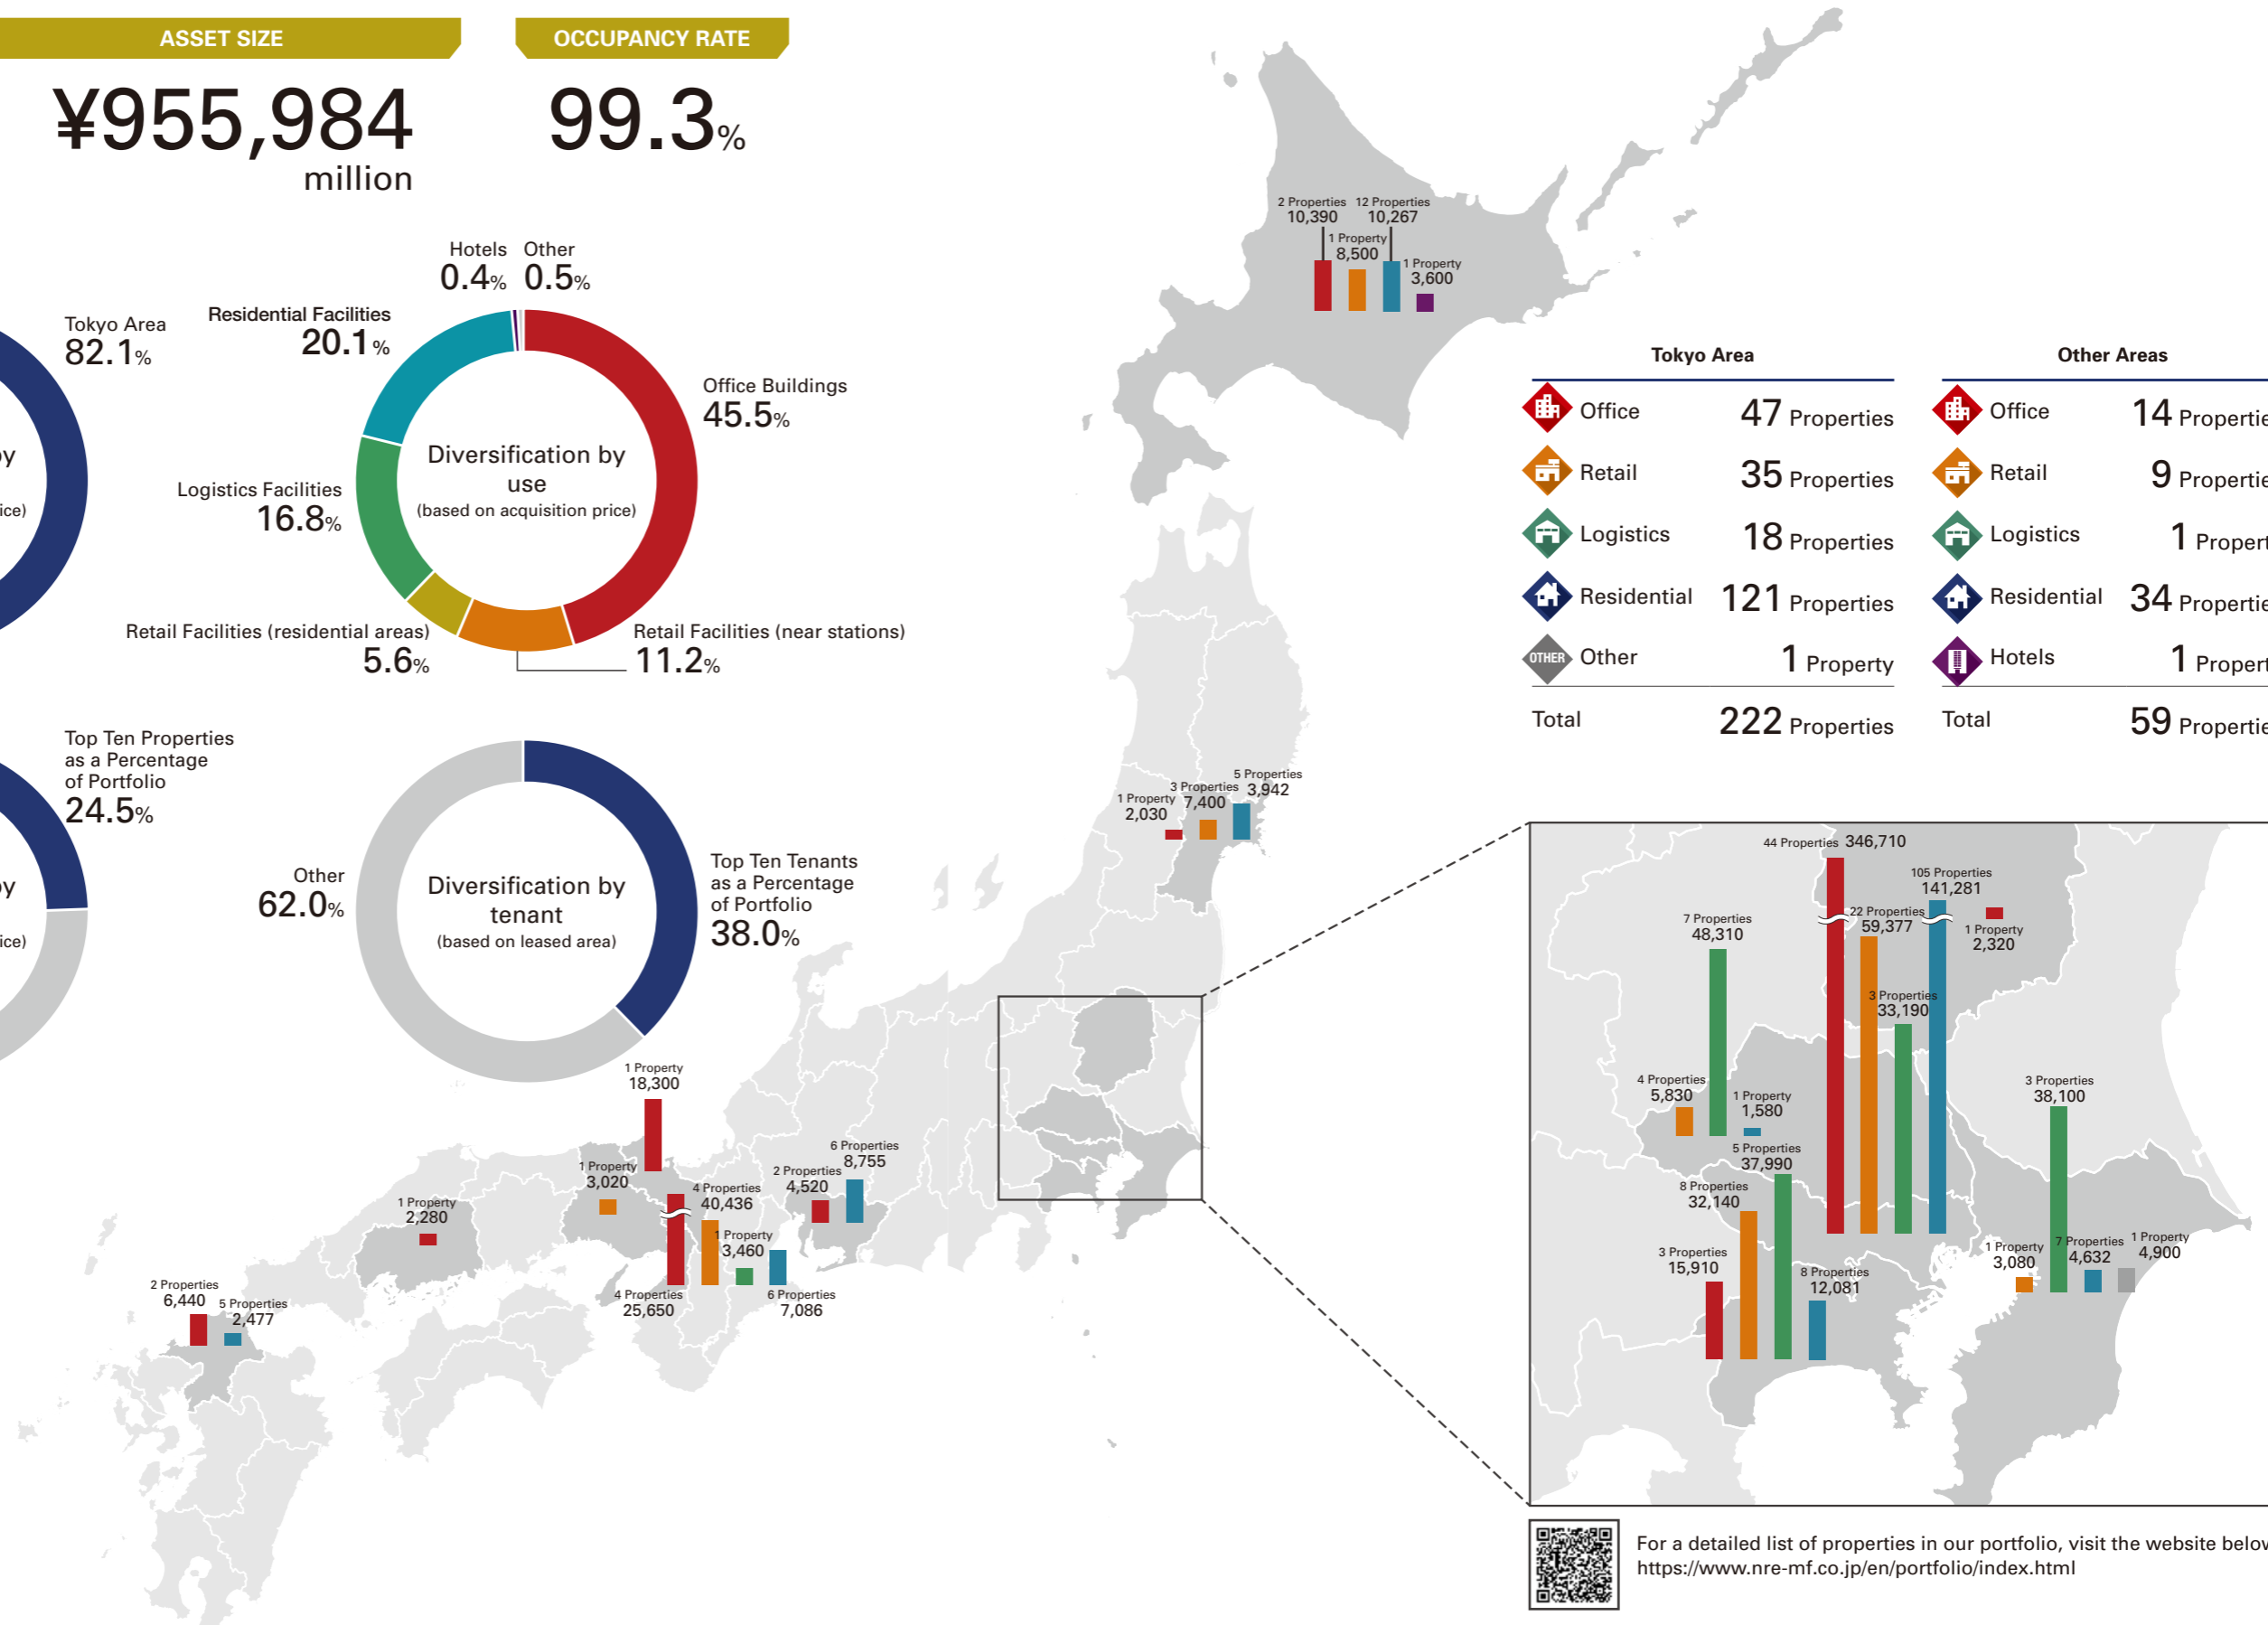 ASSET SIZE
¥955,984
million
OCCUPANCY RATE
99.3%
Tokyo Area
82.1%
Hotels
0.4%
Other
0.5%
Residential Facilities
20.1%
Office Buildings
45.5%
Logistics Facilities
16.8%
Diversification by
use
(based on acquisition price)
Retail Facilities (residential areas)
5.6%
Retail Facilities (near stations)
11.2%
Top Ten Properties
as a Percentage
of Portfolio
24.5%
Other
62.0%
Diversification by
tenant
(based on leased area)
Top Ten Tenants
as a Percentage
of Portfolio
38.0%
2 Properties
10,390
12 Properties
10,267
1 Property
8,500
1 Property
3,600
Tokyo Area
Office 47 Properties
Retail 35 Properties
Logistics 18 Properties
Residential 121 Properties
OTHER Other 1 Property
Total 222 Properties
Other Areas
Office 14 Propertie
Retail 9 Propertie
Logistics 1 Propert
Residential 34 Propertie
Hotels 1 Propert
Total 59 Propertie
1 Property
2,030
3 Properties
7,400
5 Properties
3,942
1 Property
18,300
1 Property
3,020
1 Property
2,280
4 Properties
40,436
1 Property
3,460
2 Properties
4,520
6 Properties
8,755
4 Properties
25,650
6 Properties
7,086
2 Properties
6,440
5 Properties
2,477
44 Properties 346,710
105 Properties
141,281
22 Properties
59,377
1 Property
2,320
7 Properties
48,310
3 Properties
33,190
4 Properties
5,830
1 Property
1,580
3 Properties
38,100
5 Properties
37,990
8 Properties
32,140
3 Properties
15,910
8 Properties
12,081
1 Property
3,080
7 Properties
4,632
1 Property
4,900
For a detailed list of properties in our portfolio, visit the website below
https://www.nre-mf.co.jp/en/portfolio/index.html